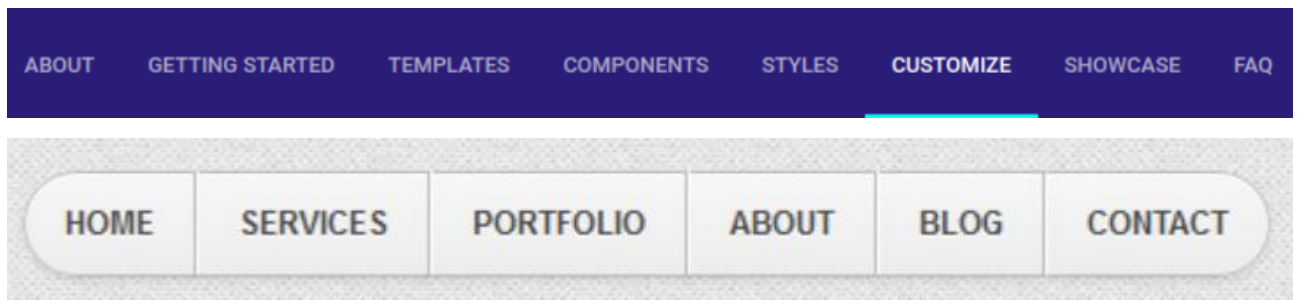 ABOUT GETTING STARTED TEMPLATES COMPONENTS STYLES CUSTOMIZE SHOWCASE FAQ
HOME SERVICES PORTFOLIO ABOUT BLOG CONTACT